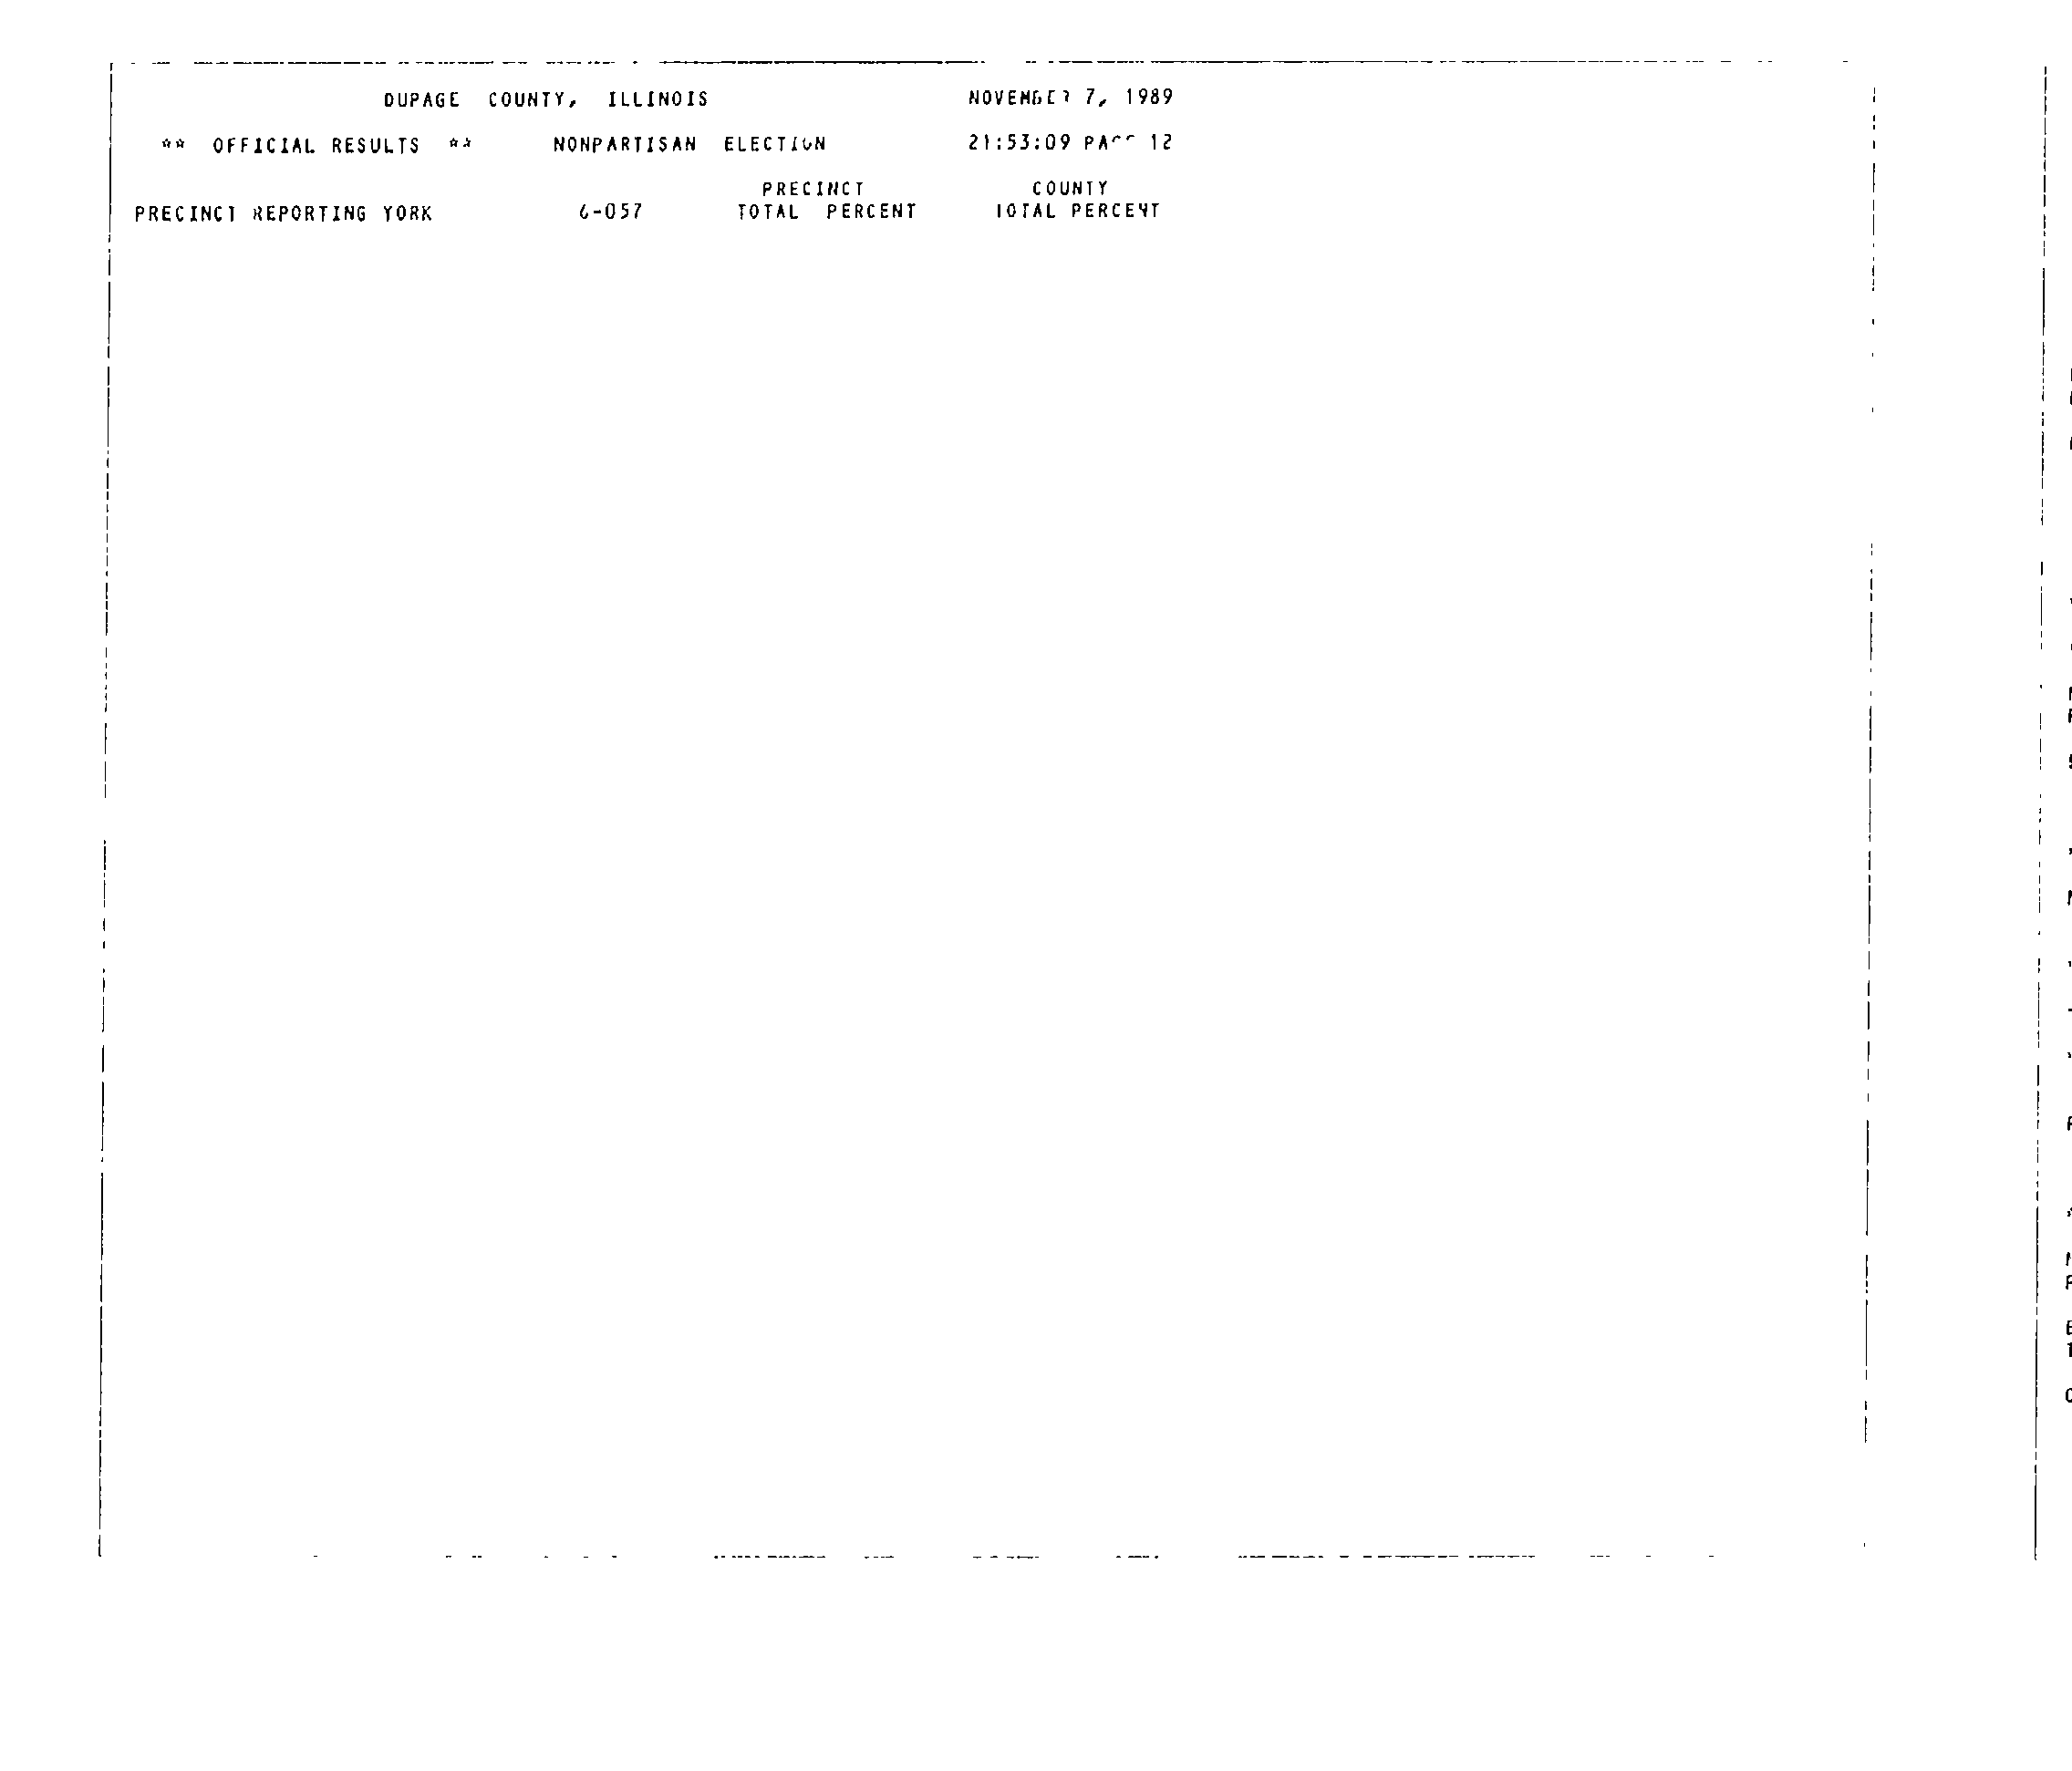 DUPAGE COUNTY, ILLINOIS NOVEMBER 7, 1989
** OFFICIAL RESULTS ** NONPARTISAN ELECTION 21:53:09 PAGE 12
PRECINCT COUNTY
PRECINCT REPORTING YORK 6-057 TOTAL PERCENT TOTAL PERCENT